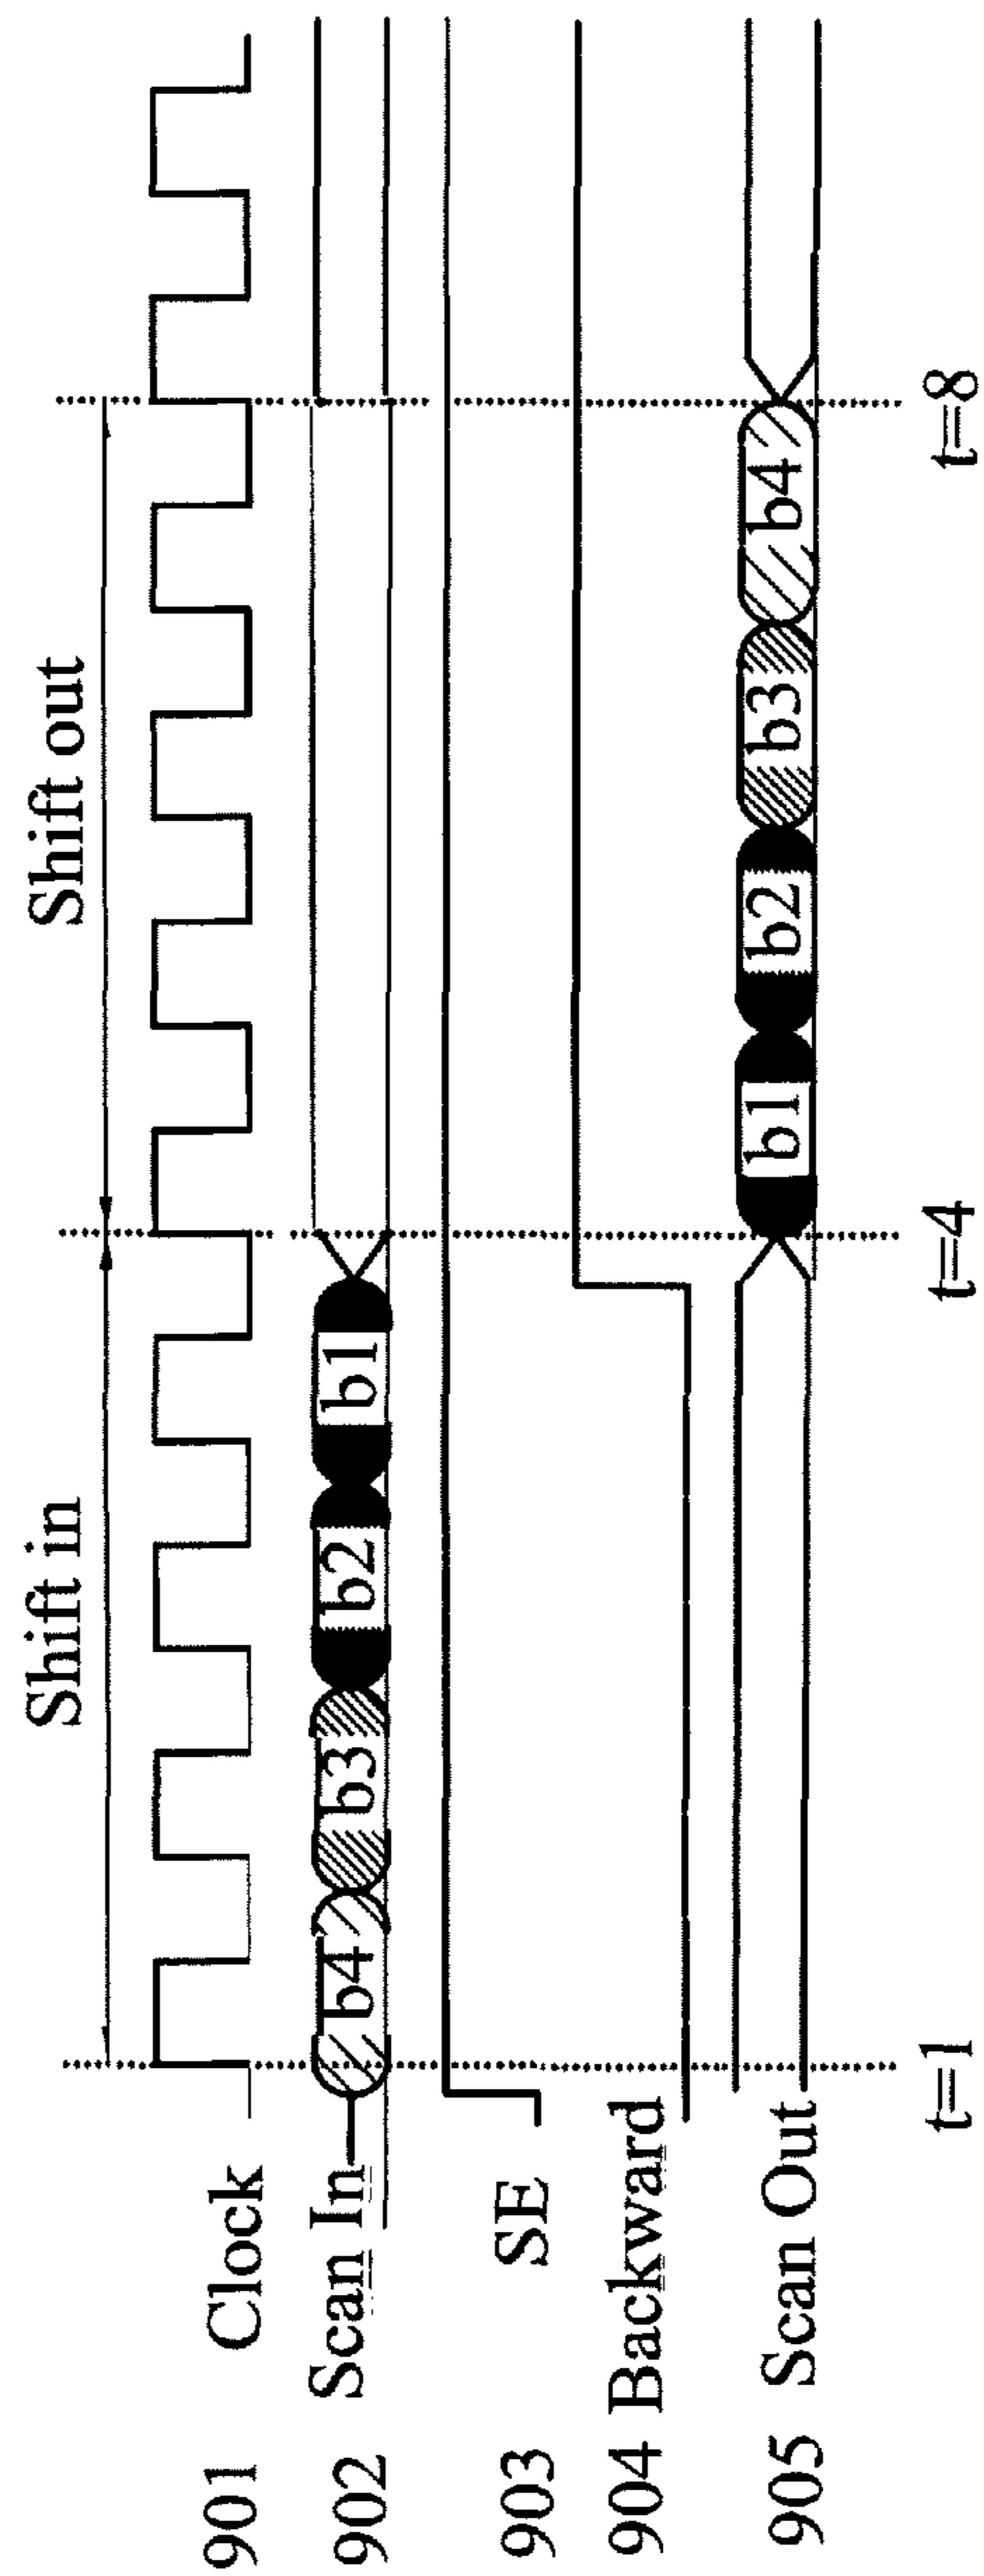 Shift in Shift out
901 Clock
902 Scan In b4 b3 b2 b1
903 SE
904 Backward
905 Scan Out b1 b2 b3 b4
t=1 t=4 t=8